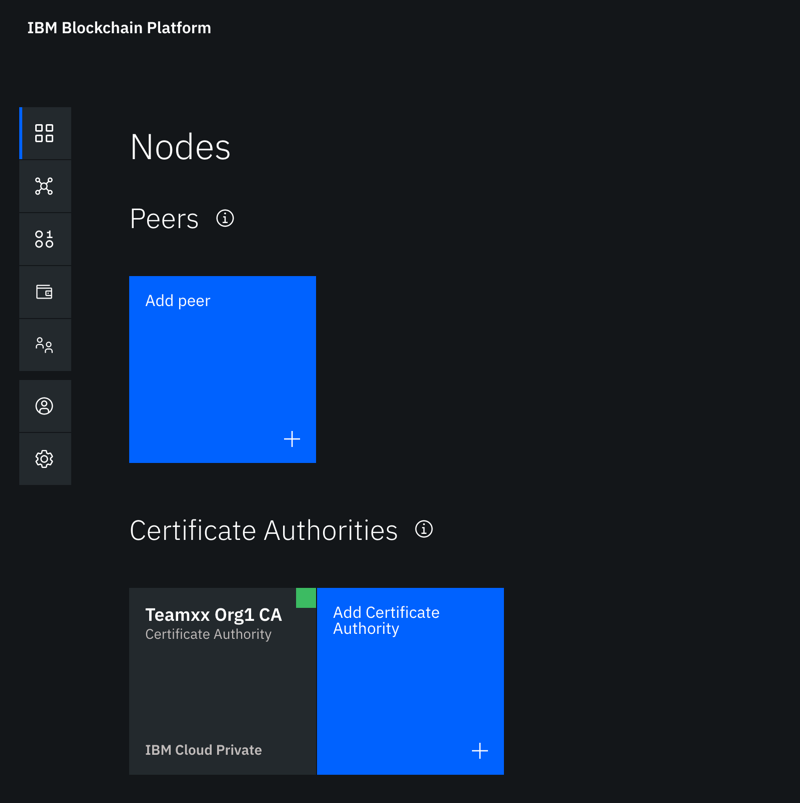 IBM Blockchain Platform
Nodes
Peers
Add peer
Certificate Authorities
Teamxx Org1 CA
Certificate Authority
IBM Cloud Private
Add Certificate
Authority